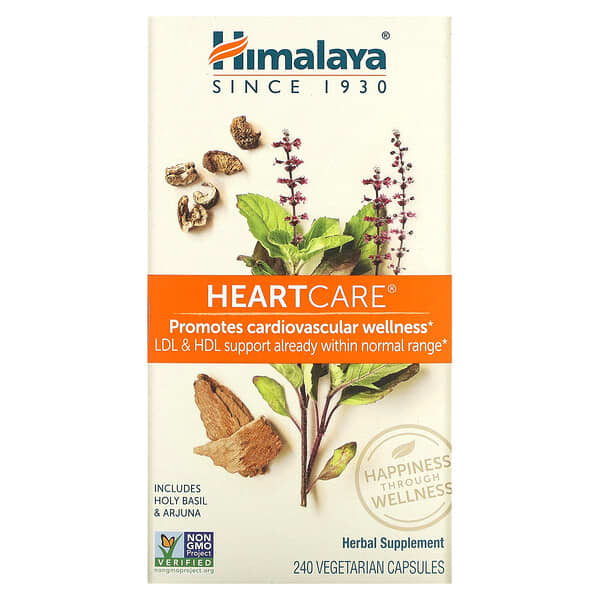 Himalaya®
SINCE 1930
HEARTCARE®
Promotes cardiovascular wellness*
LDL & HDL support already within normal range*
HAPPINESS
THROUGH
WELLNESS
INCLUDES
HOLY BASIL
& ARJUNA
NON
GMO
Project
VERIFIED
nongmoproject.org
Herbal Supplement
240 VEGETARIAN CAPSULES